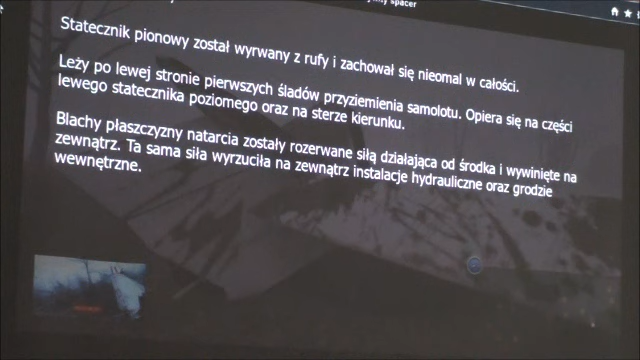 spacer
Statecznik pionowy został wyrwany z rufy i zachował się nieomal w całości.
Leży po lewej stronie pierwszych śladów przyziemienia samolotu. Opiera się na części
lewego statecznika poziomego oraz na sterze kierunku.
Blachy płaszczyzny natarcia zostały rozerwane siłą działająca od środka i wywinięte na
zewnątrz. Ta sama siła wyrzuciła na zewnątrz instalacje hydrauliczne oraz grodzie
wewnętrzne.